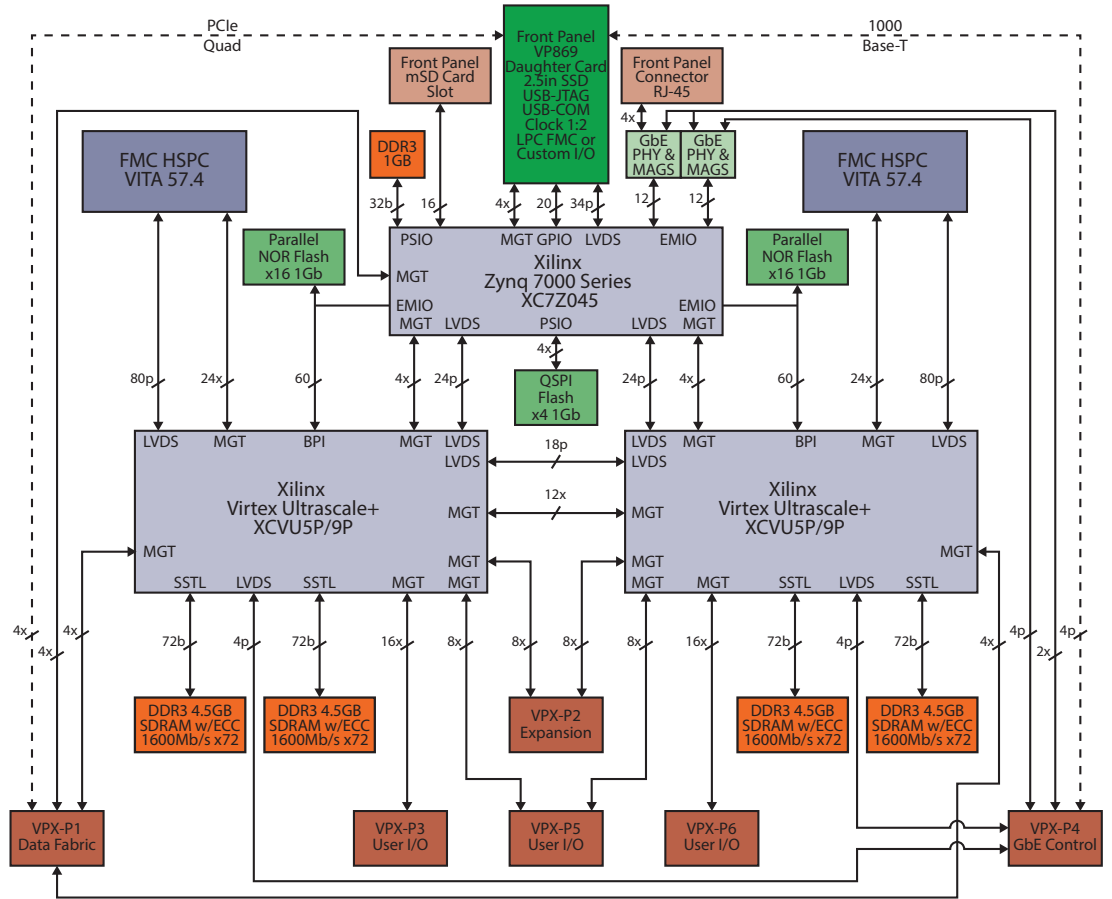 PCIe
Quad
1000
Base-T
Front Panel
VP869
Daughter Card
2.5in SSD
USB-JTAG
USB-COM
Clock 1:2
LPC FMC or
Custom I/O
Front Panel
mSD Card
Slot
Front Panel
Connector
RJ-45
4x
FMC HSPC
VITA 57.4
DDR3
1GB
GbE
PHY &
MAGS
GbE
PHY &
MAGS
FMC HSPC
VITA 57.4
32b
16
4x
20
34p
12
12
Parallel
NOR Flash
x16 1Gb
PSIO
MGT
GPIO
LVDS
EMIO
MGT
Xilinx
Zynq 7000 Series
XC7Z045
EMIO
EMIO
MGT
LVDS
PSIO
LVDS
MGT
Parallel
NOR Flash
x16 1Gb
4x
QSPI
Flash
x4 1Gb
80p
24x
60
4x
24p
24p
4x
60
24x
80p
LVDS
MGT
BPI
MGT
LVDS
LVDS
Xilinx
Virtex Ultrascale+
XCVU5P/9P
MGT
MGT
MGT
SSTL
LVDS
SSTL
MGT
MGT
18p
12x
LVDS
MGT
BPI
MGT
LVDS
LVDS
Xilinx
Virtex Ultrascale+
XCVU5P/9P
MGT
MGT
MGT
MGT
MGT
SSTL
LVDS
SSTL
4x
4x
4x
72b
4p
72b
16x
8x
8x
8x
8x
16x
72b
4p
72b
4x
4p
2x
4p
DDR3 4.5GB
SDRAM w/ECC
1600Mb/s x72
DDR3 4.5GB
SDRAM w/ECC
1600Mb/s x72
VPX-P2
Expansion
DDR3 4.5GB
SDRAM w/ECC
1600Mb/s x72
DDR3 4.5GB
SDRAM w/ECC
1600Mb/s x72
VPX-P1
Data Fabric
VPX-P3
User I/O
VPX-P5
User I/O
VPX-P6
User I/O
VPX-P4
GbE Control